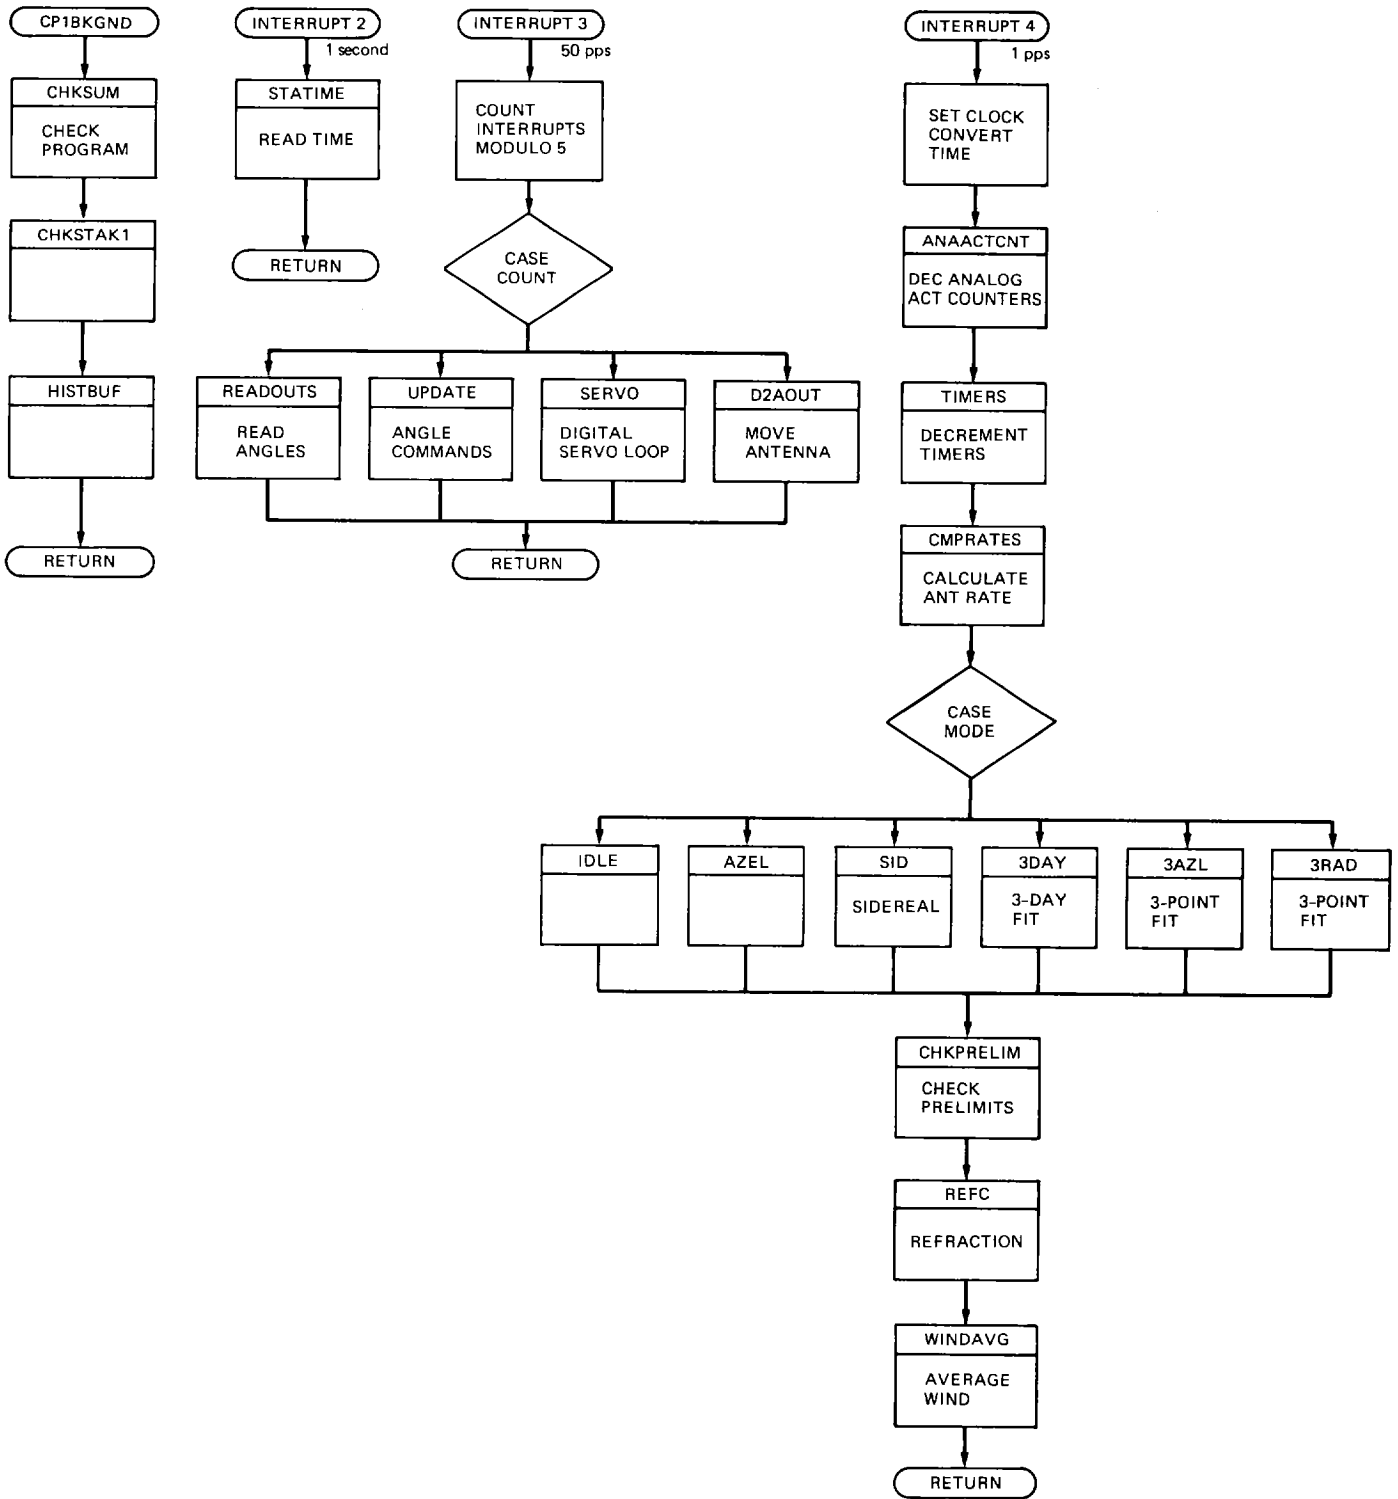 CP1BKGND
CHKSUM
CHECK
PROGRAM
CHKSTAK1
HISTBUF
RETURN
INTERRUPT 2
1 second
STATIME
READ TIME
RETURN
INTERRUPT 3
50 pps
COUNT
INTERRUPTS
MODULO 5
CASE
COUNT
READOUTS
READ
ANGLES
UPDATE
ANGLE
COMMANDS
SERVO
DIGITAL
SERVO LOOP
D2AOUT
MOVE
ANTENNA
RETURN
INTERRUPT 4
1 pps
SET CLOCK
CONVERT
TIME
ANAACTCNT
DEC ANALOG
ACT COUNTERS
TIMERS
DECREMENT
TIMERS
CMPRATES
CALCULATE
ANT RATE
CASE
MODE
IDLE
AZEL
SID
SIDEREAL
3DAY
3-DAY
FIT
3AZL
3-POINT
FIT
3RAD
3-POINT
FIT
CHKPRELIM
CHECK
PRELIMITS
REFC
REFRACTION
WINDAVG
AVERAGE
WIND
RETURN